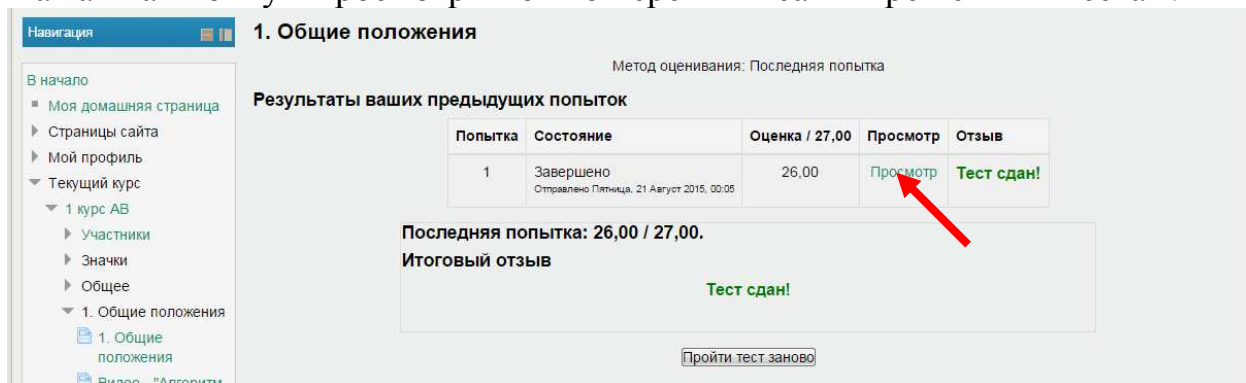 Навигация
В начало
Моя домашняя страница
Страницы сайта
Мой профиль
Текущий курс
1 курс АВ
Участники
Значки
Общее
1. Общие положения
1. Общие
положения
1. Общие положения
Метод оценивания: Последняя попытка
Результаты ваших предыдущих попыток
Попытка Состояние Оценка / 27,00 Просмотр Отзыв
1 Завершено 26,00 Просмотр Тест сдан!
Отправлено Пятница, 21 Август 2015, 00:05
Последняя попытка: 26,00 / 27,00.
Итоговый отзыв
Тест сдан!
Пройти тест заново